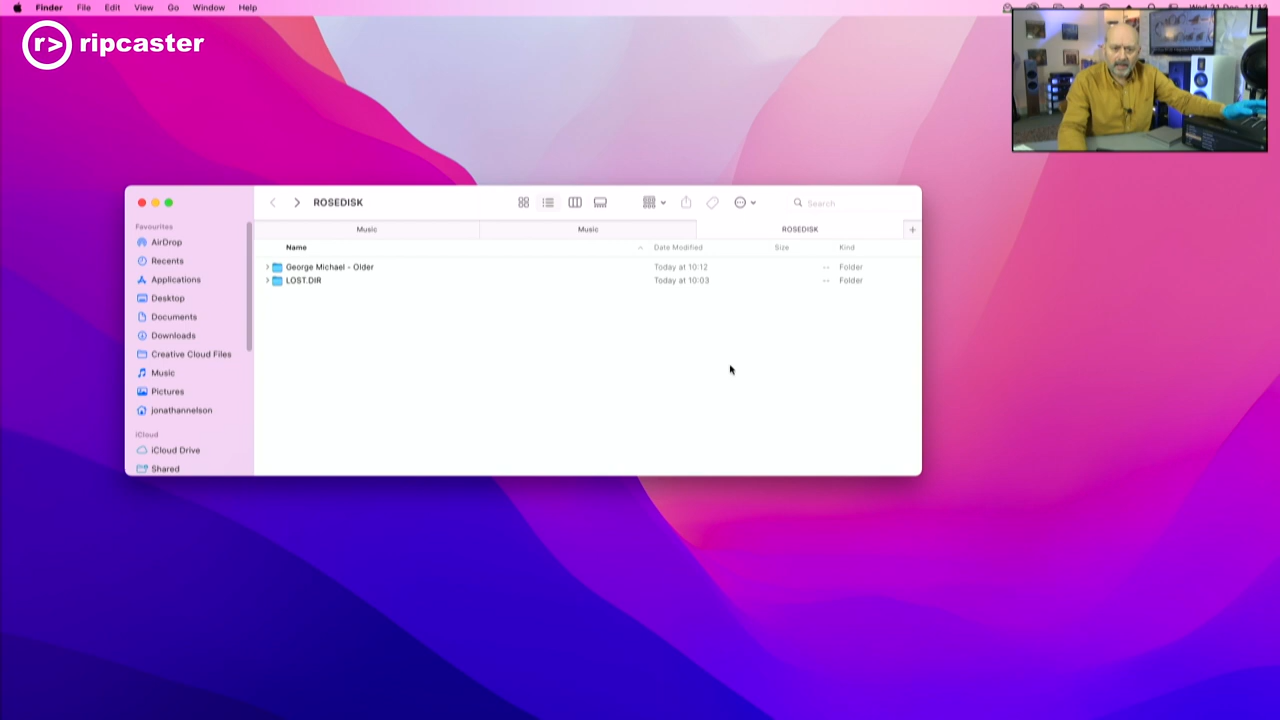 Finder File Edit View Go Window Help
r> ripcaster
ROSEDISK
Search
Favourites
AirDrop
Recents
Applications
Desktop
Documents
Downloads
Creative Cloud Files
Music
Pictures
jonathannelson
iCloud
iCloud Drive
Shared
Music Music ROSEDISK +
Name Date Modified Size Kind
George Michael - Older Today at 10:12 -- Folder
LOST.DIR Today at 10:03 -- Folder